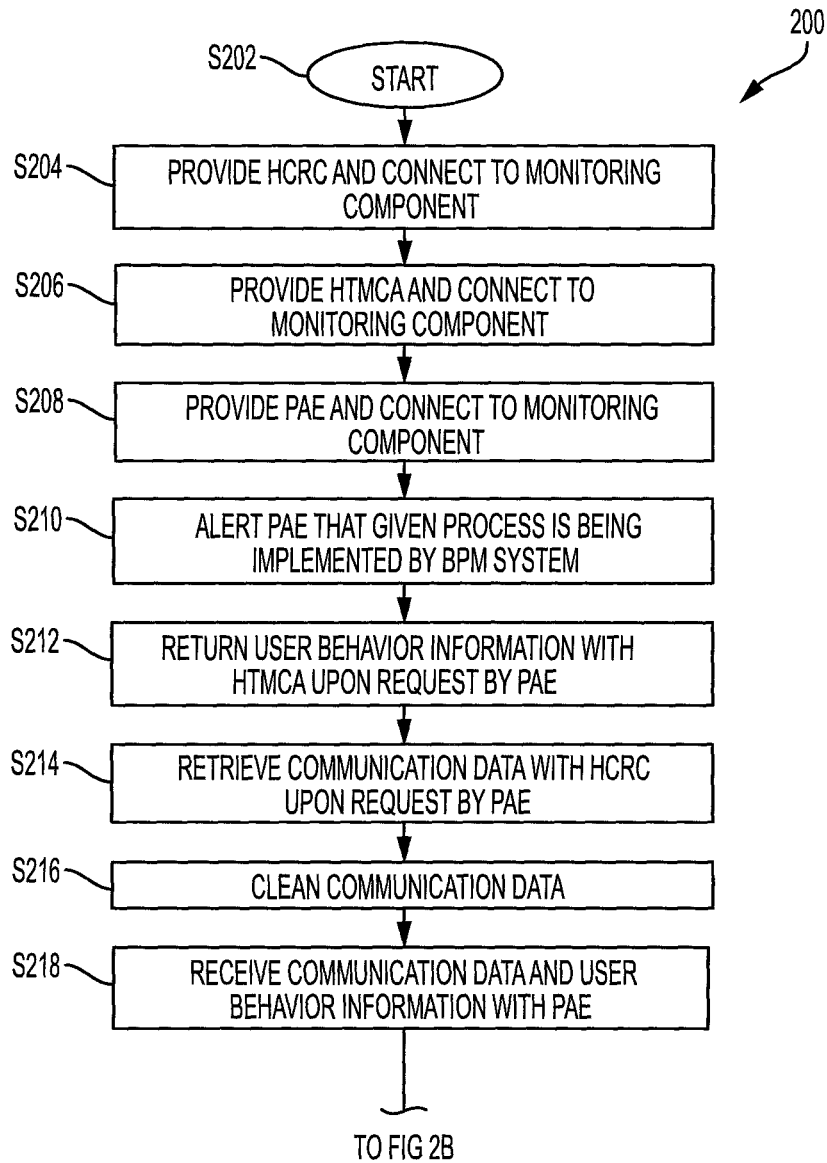 200
S202
START
S204
PROVIDE HCRC AND CONNECT TO MONITORING
COMPONENT
S206
PROVIDE HTMCA AND CONNECT TO
MONITORING COMPONENT
S208
PROVIDE PAE AND CONNECT TO MONITORING
COMPONENT
S210
ALERT PAE THAT GIVEN PROCESS IS BEING
IMPLEMENTED BY BPM SYSTEM
S212
RETURN USER BEHAVIOR INFORMATION WITH
HTMCA UPON REQUEST BY PAE
S214
RETRIEVE COMMUNICATION DATA WITH HCRC
UPON REQUEST BY PAE
S216
CLEAN COMMUNICATION DATA
S218
RECEIVE COMMUNICATION DATA AND USER
BEHAVIOR INFORMATION WITH PAE
TO FIG 2B